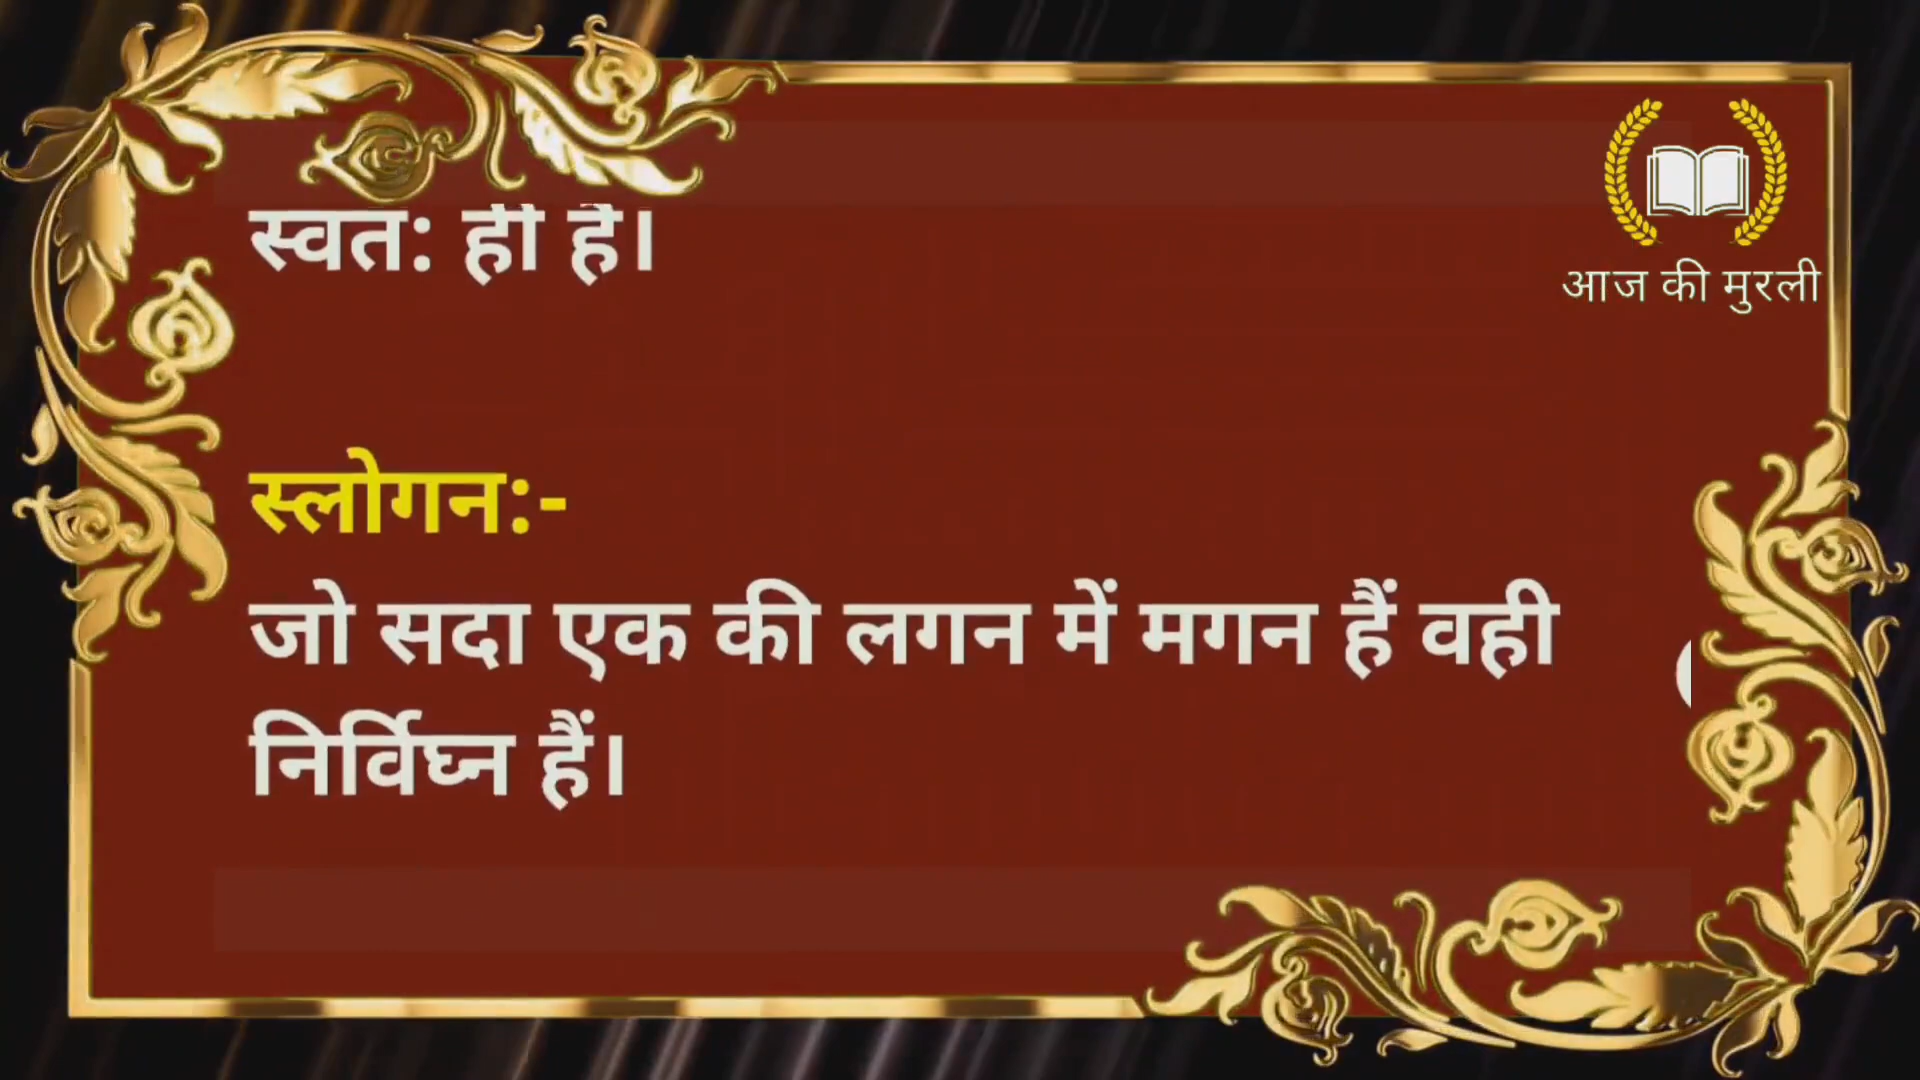 स्वत: ही है।
आज की मुरली
स्लोगन:-
जो सदा एक की लगन में मगन हैं वही
निर्विघ्न हैं।